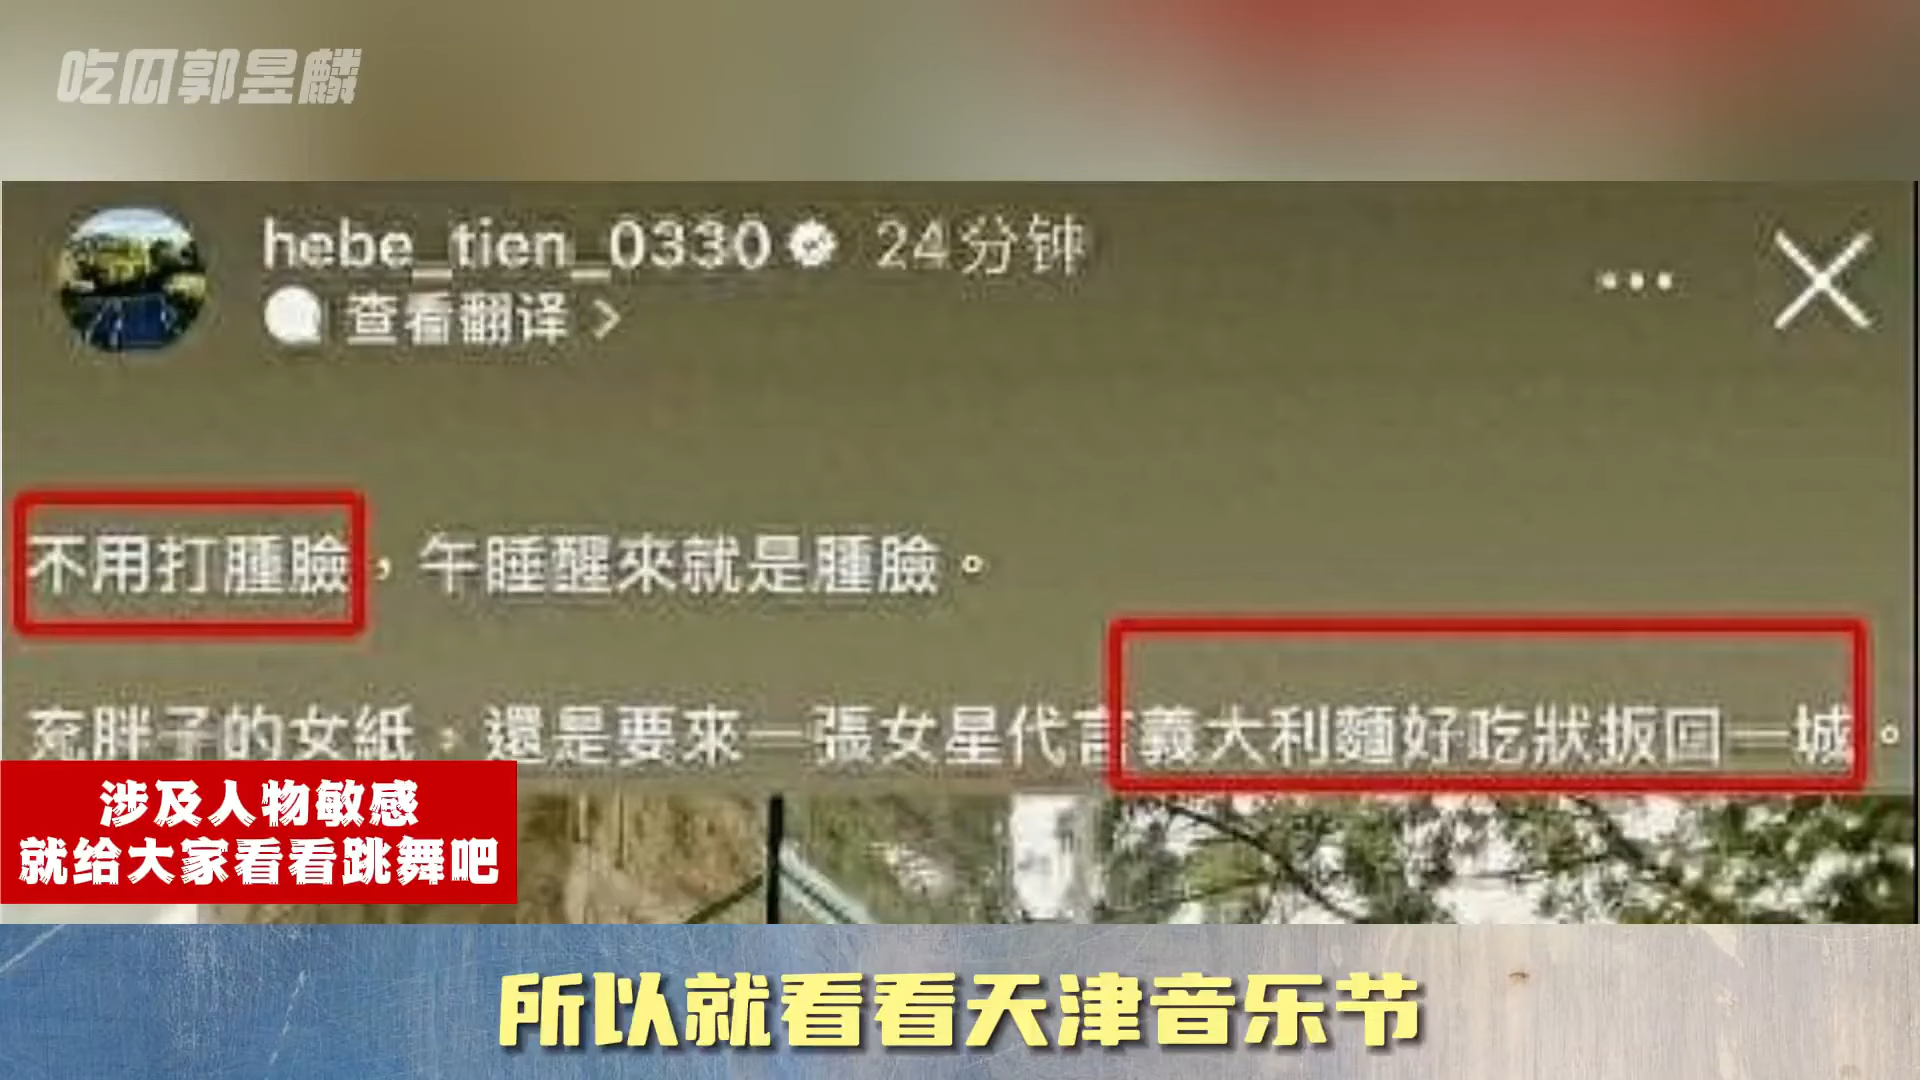 吃瓜郭昱麟
hebe_tien_0330 24分钟
查看翻译 >
不用打腫臉，午睡醒來就是腫臉。
充胖子的女紙，還是要來一張女星代言義大利麵好吃狀扳回一城。
涉及人物敏感
就给大家看看跳舞吧
所以就看看天津音乐节